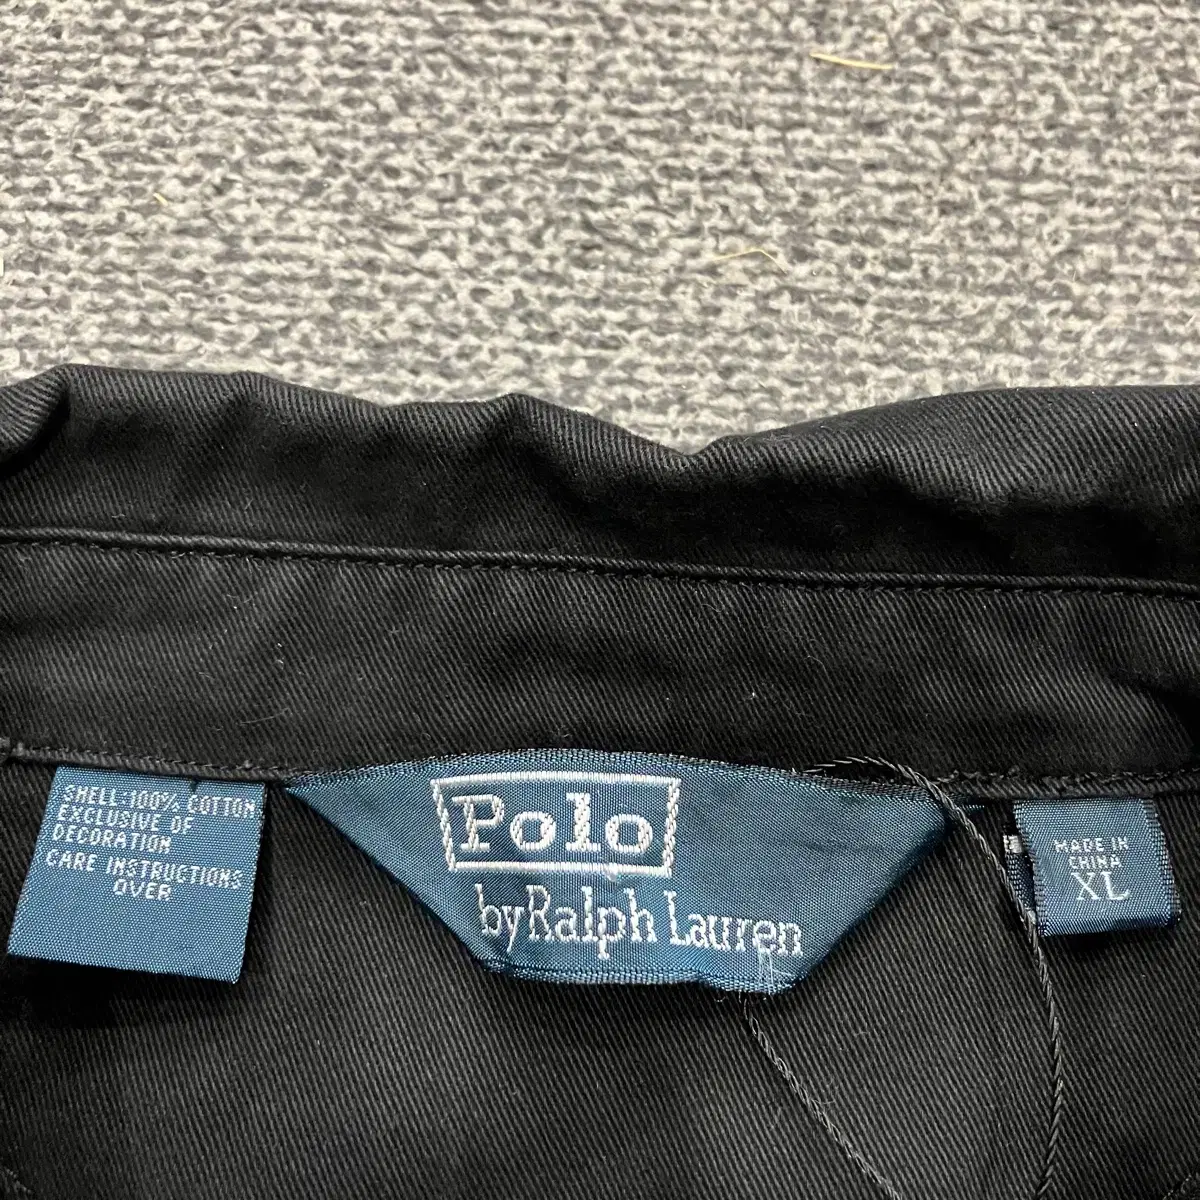 SHELL-100% COTTON
EXCLUSIVE OF
DECORATION
CARE INSTRUCTIONS
OVER
Polo
by Ralph Lauren
MADE IN
CHINA
XL